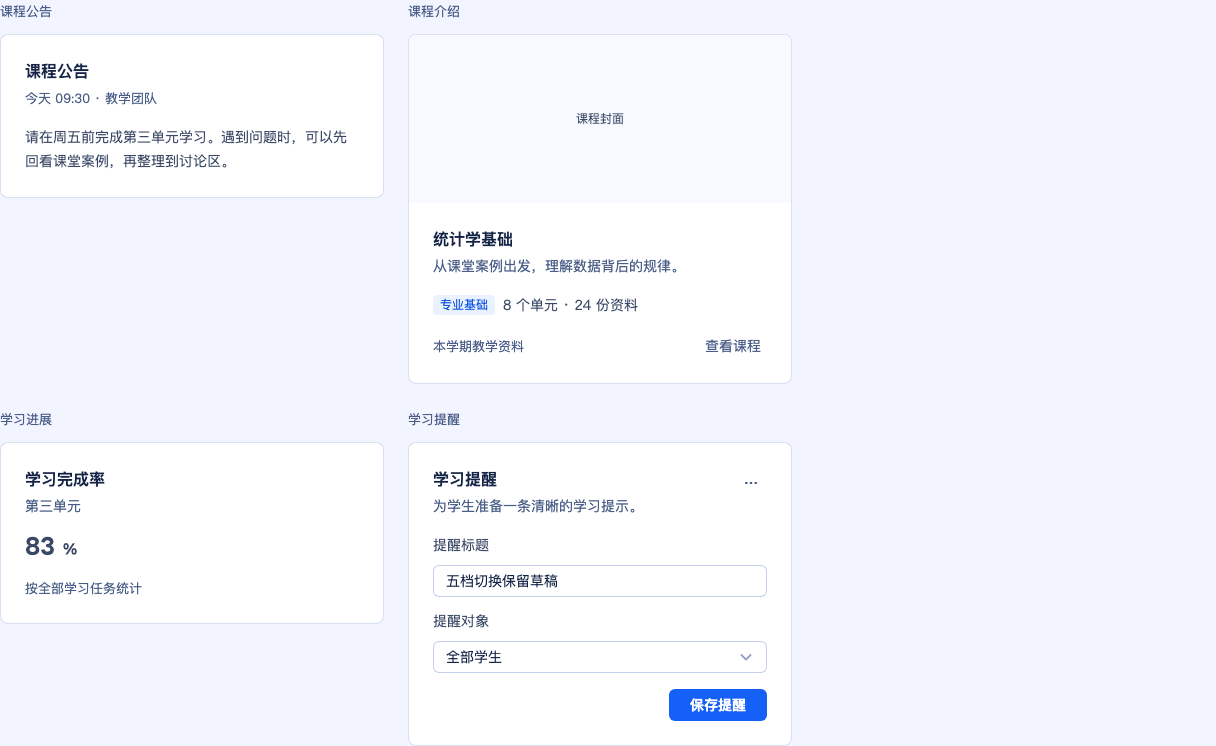 课程公告
课程公告
今天 09:30 · 教学团队
请在周五前完成第三单元学习。遇到问题时，可以先
回看课堂案例，再整理到讨论区。
课程介绍
课程封面
统计学基础
从课堂案例出发，理解数据背后的规律。
专业基础 8 个单元 · 24 份资料
本学期教学资料 查看课程
学习进展
学习完成率
第三单元
83 %
按全部学习任务统计
学习提醒
学习提醒 ...
为学生准备一条清晰的学习提示。
提醒标题
五档切换保留草稿
提醒对象
全部学生
保存提醒